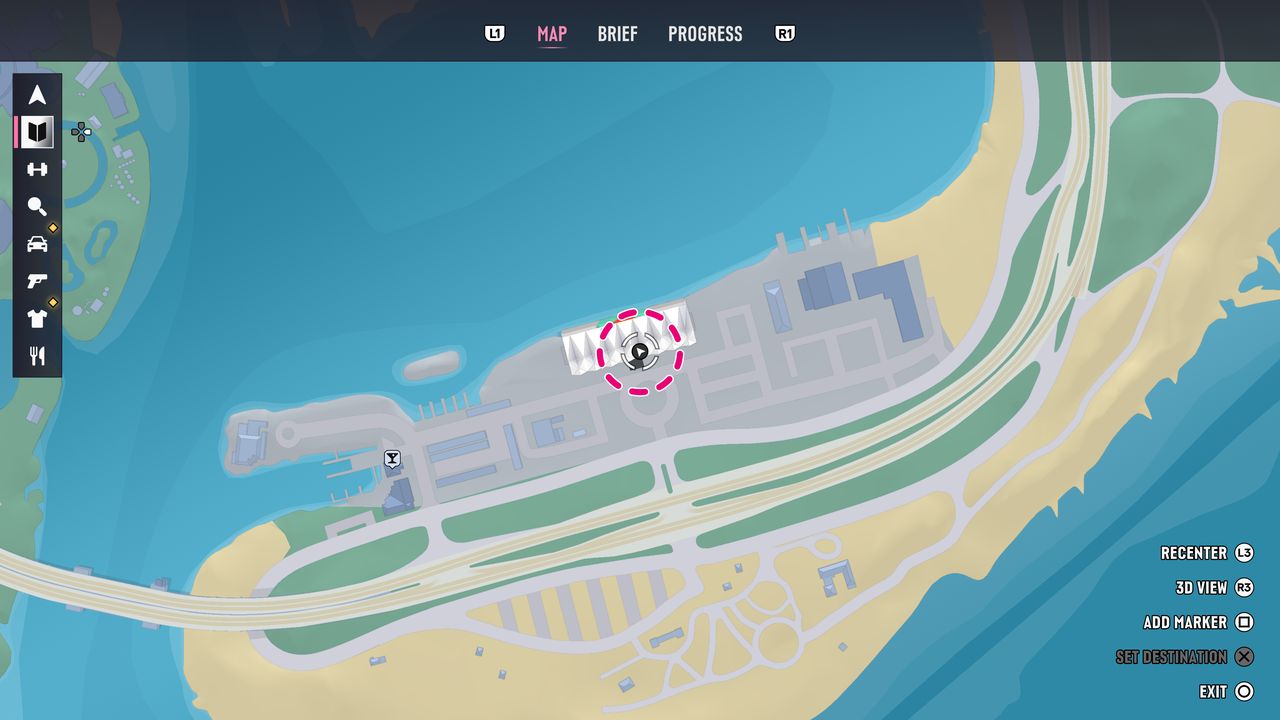 L1 MAP BRIEF PROGRESS R1
RECENTER L3
3D VIEW R3
ADD MARKER
SET DESTINATION
EXIT